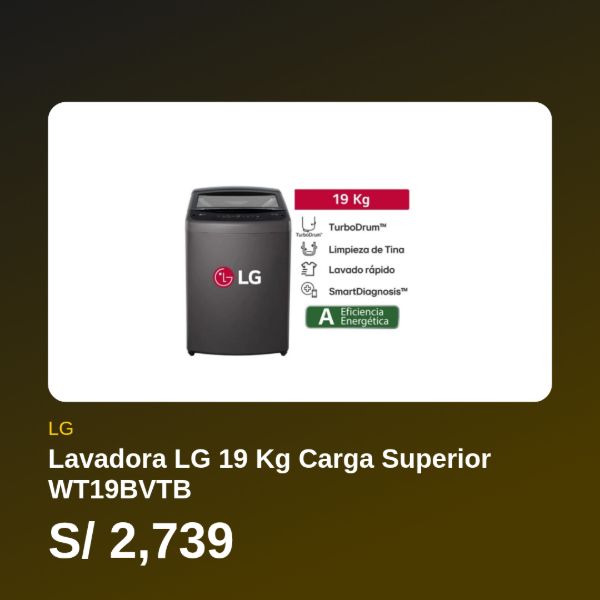 19 Kg
TurboDrum™
TurboDrum™
Limpieza de Tina
Lavado rápido
SmartDiagnosis™
A Eficiencia
Energética
LG
LG
Lavadora LG 19 Kg Carga Superior
WT19BVTB
S/ 2,739